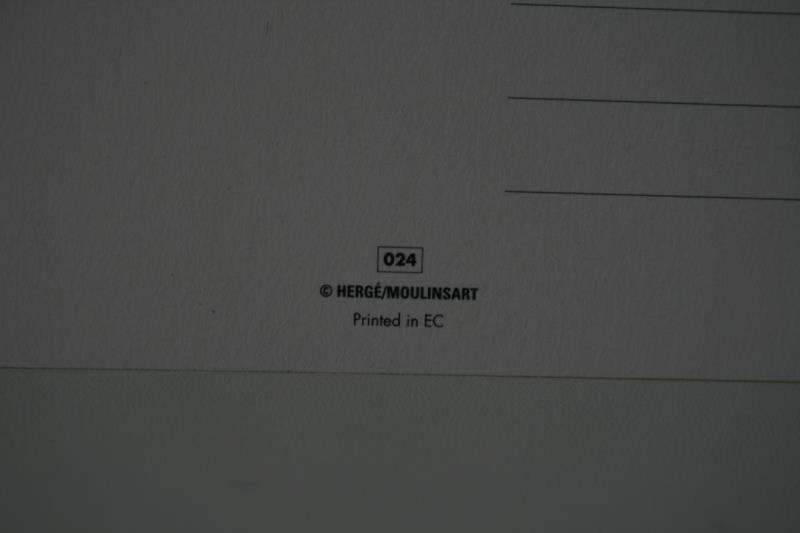 024
© HERGÉ/MOULINSART
Printed in EC